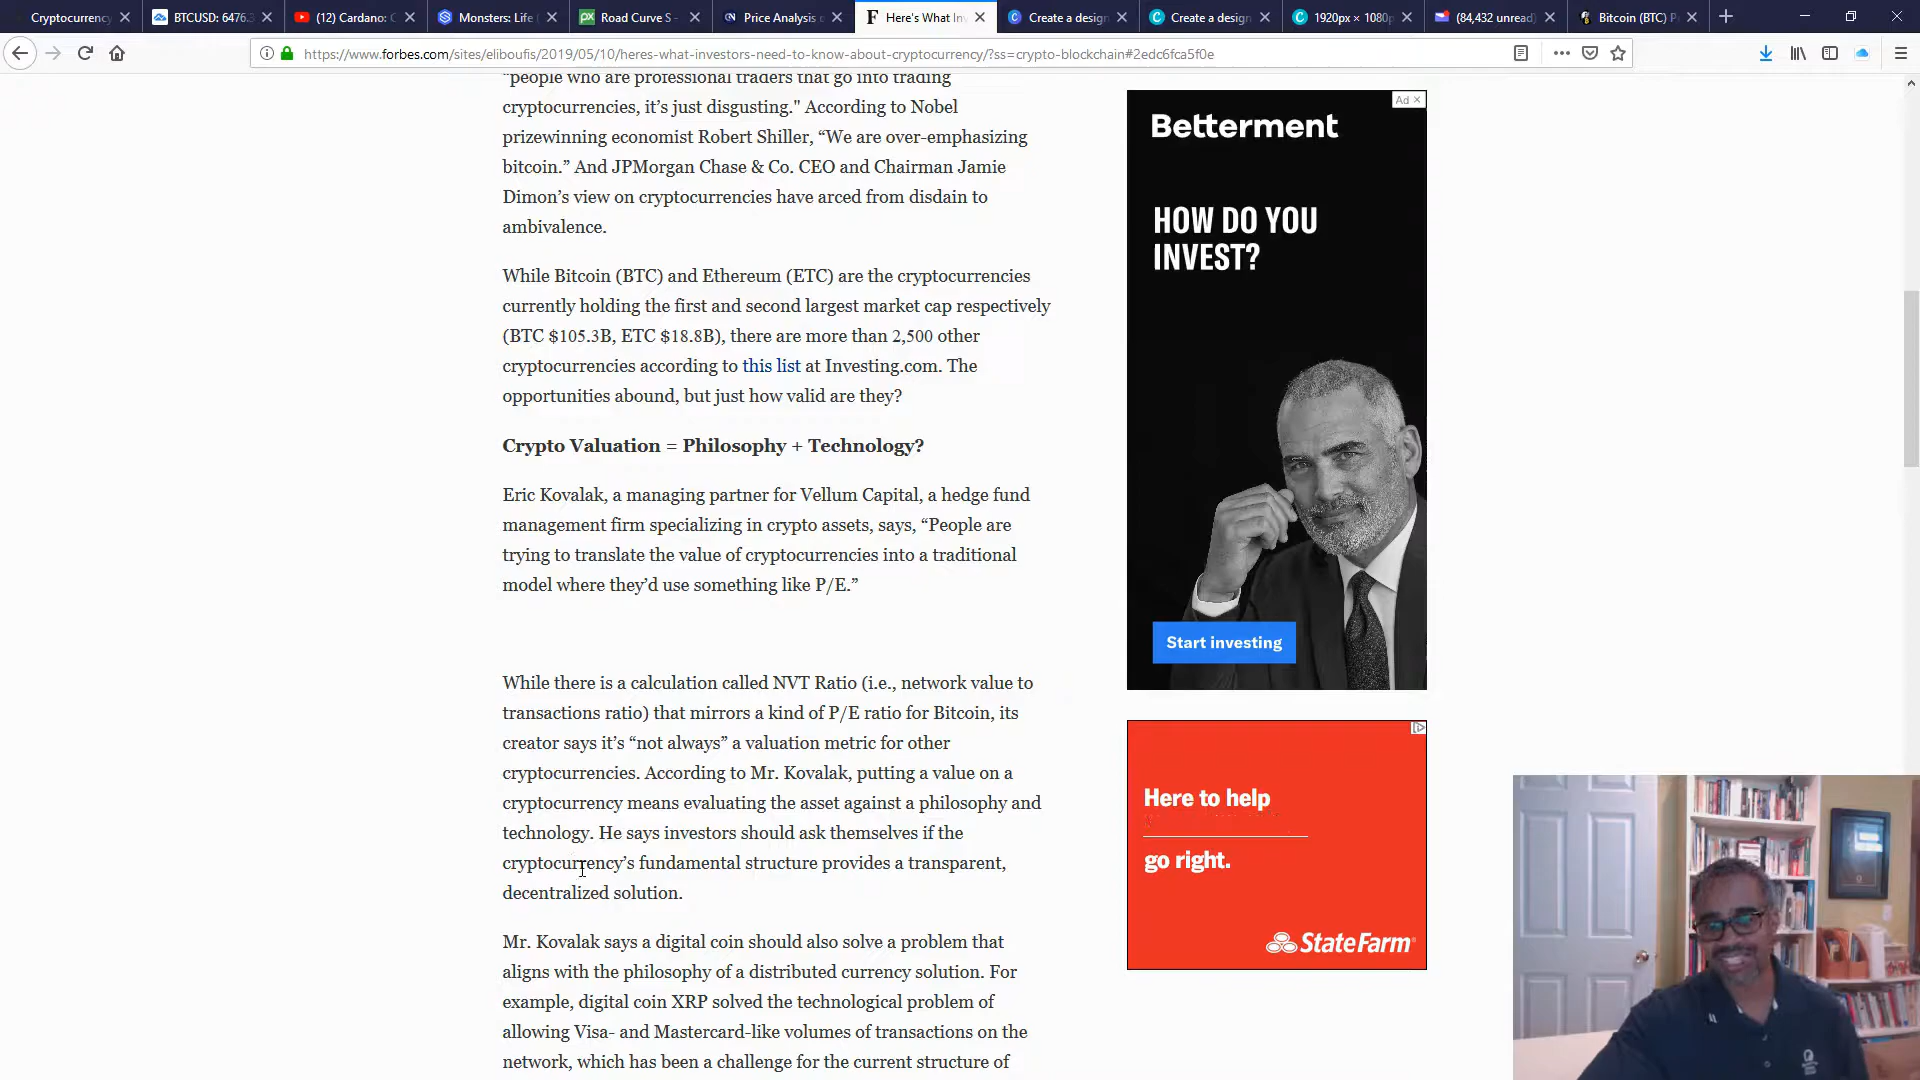 Cryptocurrency
BTCUSD: 6476.
(12) Cardano: C
Monsters: Life
Road Curve S -
Price Analysis
Here's What In
Create a design
Create a design
1920px × 1080p
(84,432 unread)
Bitcoin (BTC) P
https://www.forbes.com/sites/eliboufis/2019/05/10/heres-what-investors-need-to-know-about-cryptocurrency/?ss=crypto-blockchain#2edc6fca5f0e
"people who are professional traders that go into trading
cryptocurrencies, it's just disgusting." According to Nobel
prizewinning economist Robert Shiller, “We are over-emphasizing
bitcoin.” And JPMorgan Chase & Co. CEO and Chairman Jamie
Dimon’s view on cryptocurrencies have arced from disdain to
ambivalence.
While Bitcoin (BTC) and Ethereum (ETC) are the cryptocurrencies
currently holding the first and second largest market cap respectively
(BTC $105.3B, ETC $18.8B), there are more than 2,500 other
cryptocurrencies according to this list at Investing.com. The
opportunities abound, but just how valid are they?
Crypto Valuation = Philosophy + Technology?
Eric Kovalak, a managing partner for Vellum Capital, a hedge fund
management firm specializing in crypto assets, says, “People are
trying to translate the value of cryptocurrencies into a traditional
model where they’d use something like P/E.”
While there is a calculation called NVT Ratio (i.e., network value to
transactions ratio) that mirrors a kind of P/E ratio for Bitcoin, its
creator says it’s “not always” a valuation metric for other
cryptocurrencies. According to Mr. Kovalak, putting a value on a
cryptocurrency means evaluating the asset against a philosophy and
technology. He says investors should ask themselves if the
cryptocurrency’s fundamental structure provides a transparent,
decentralized solution.
Mr. Kovalak says a digital coin should also solve a problem that
aligns with the philosophy of a distributed currency solution. For
example, digital coin XRP solved the technological problem of
allowing Visa- and Mastercard-like volumes of transactions on the
network, which has been a challenge for the current structure of
Ad
Betterment
HOW DO YOU
INVEST?
Start investing
Here to help
go right.
StateFarm